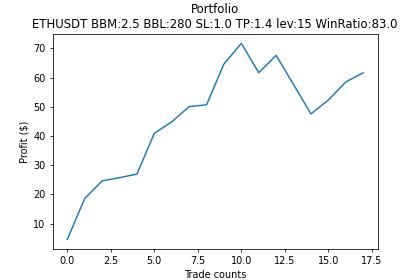 Portfolio
ETHUSDT BBM:2.5 BBL:280 SL:1.0 TP:1.4 lev:15 WinRatio:83.0
70
60
50
40
30
20
10
Profit ($)
0.0 2.5 5.0 7.5 10.0 12.5 15.0 17.5
Trade counts